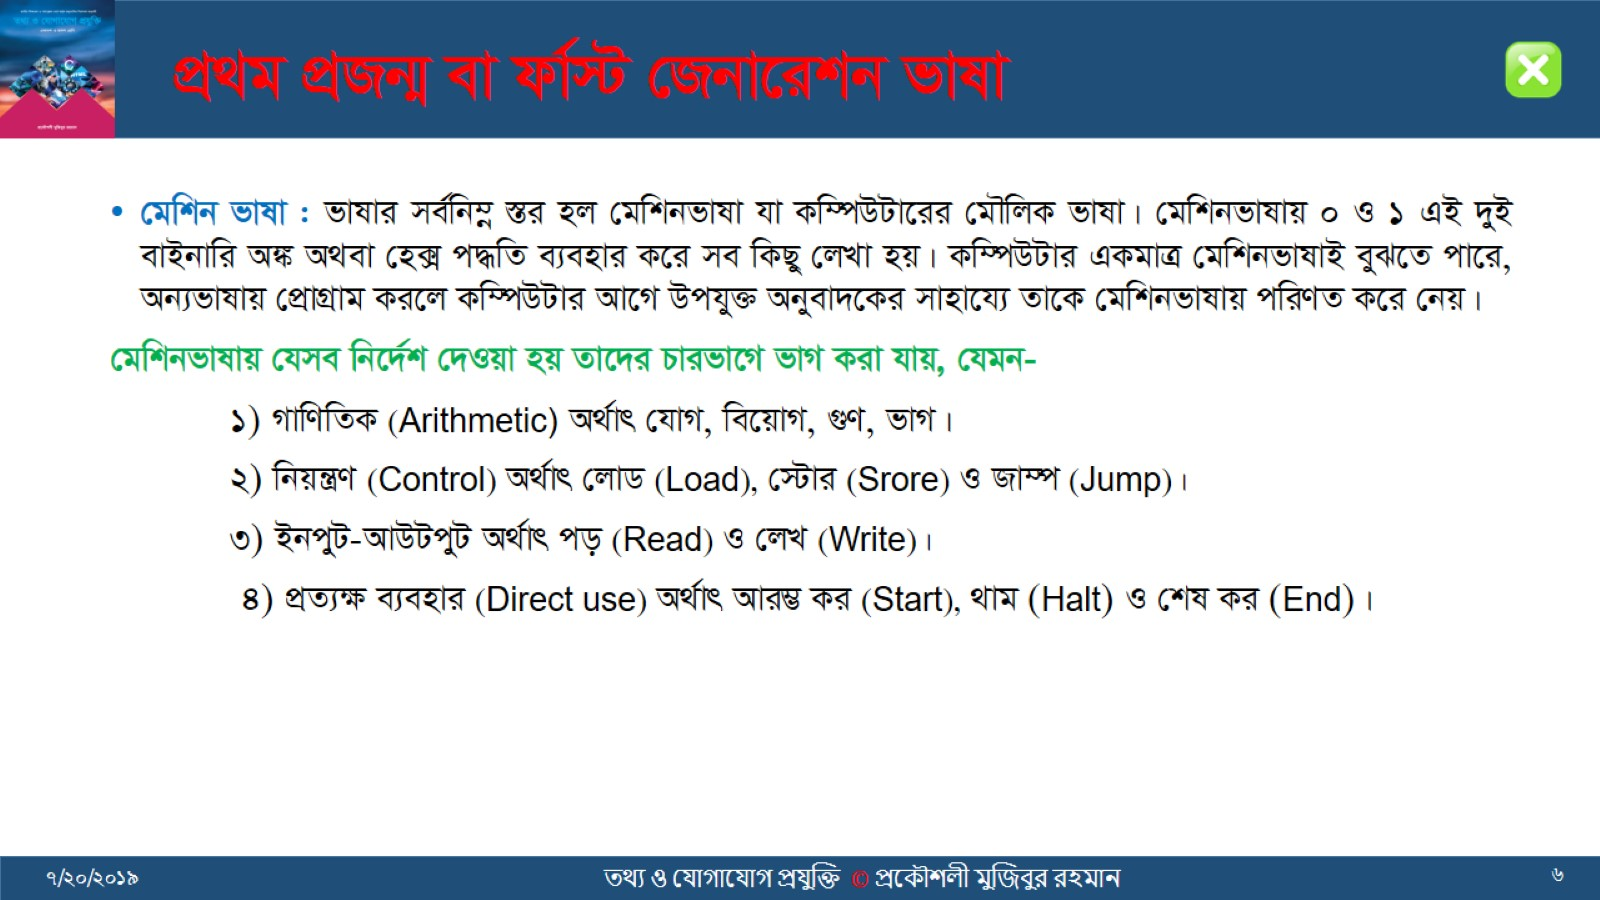 তথ্য ও যোগাযোগ প্রযুক্তি
প্রথম প্রজন্ম বা ফার্স্ট জেনারেশন ভাষা
• মেশিন ভাষা : ভাষার সর্বনিম্ন স্তর হল মেশিনভাষা যা কম্পিউটারের মৌলিক ভাষা। মেশিনভাষায় ০ ও ১ এই দুই
বাইনারি অঙ্ক অথবা হেক্স পদ্ধতি ব্যবহার করে সব কিছু লেখা হয়। কম্পিউটার একমাত্র মেশিনভাষাই বুঝতে পারে,
অন্যভাষায় প্রোগ্রাম করলে কম্পিউটার আগে উপযুক্ত অনুবাদকের সাহায্যে তাকে মেশিনভাষায় পরিণত করে নেয়।
মেশিনভাষায় যেসব নির্দেশ দেওয়া হয় তাদের চারভাগে ভাগ করা যায়, যেমন-
১) গাণিতিক (Arithmetic) অর্থাৎ যোগ, বিয়োগ, গুণ, ভাগ।
২) নিয়ন্ত্রণ (Control) অর্থাৎ লোড (Load), স্টোর (Srore) ও জাম্প (Jump)।
৩) ইনপুট-আউটপুট অর্থাৎ পড় (Read) ও লেখ (Write)।
৪) প্রত্যক্ষ ব্যবহার (Direct use) অর্থাৎ আরম্ভ কর (Start), থাম (Halt) ও শেষ কর (End)।
৭/২০/২০১৯
তথ্য ও যোগাযোগ প্রযুক্তি © প্রকৌশলী মুজিবুর রহমান
৬